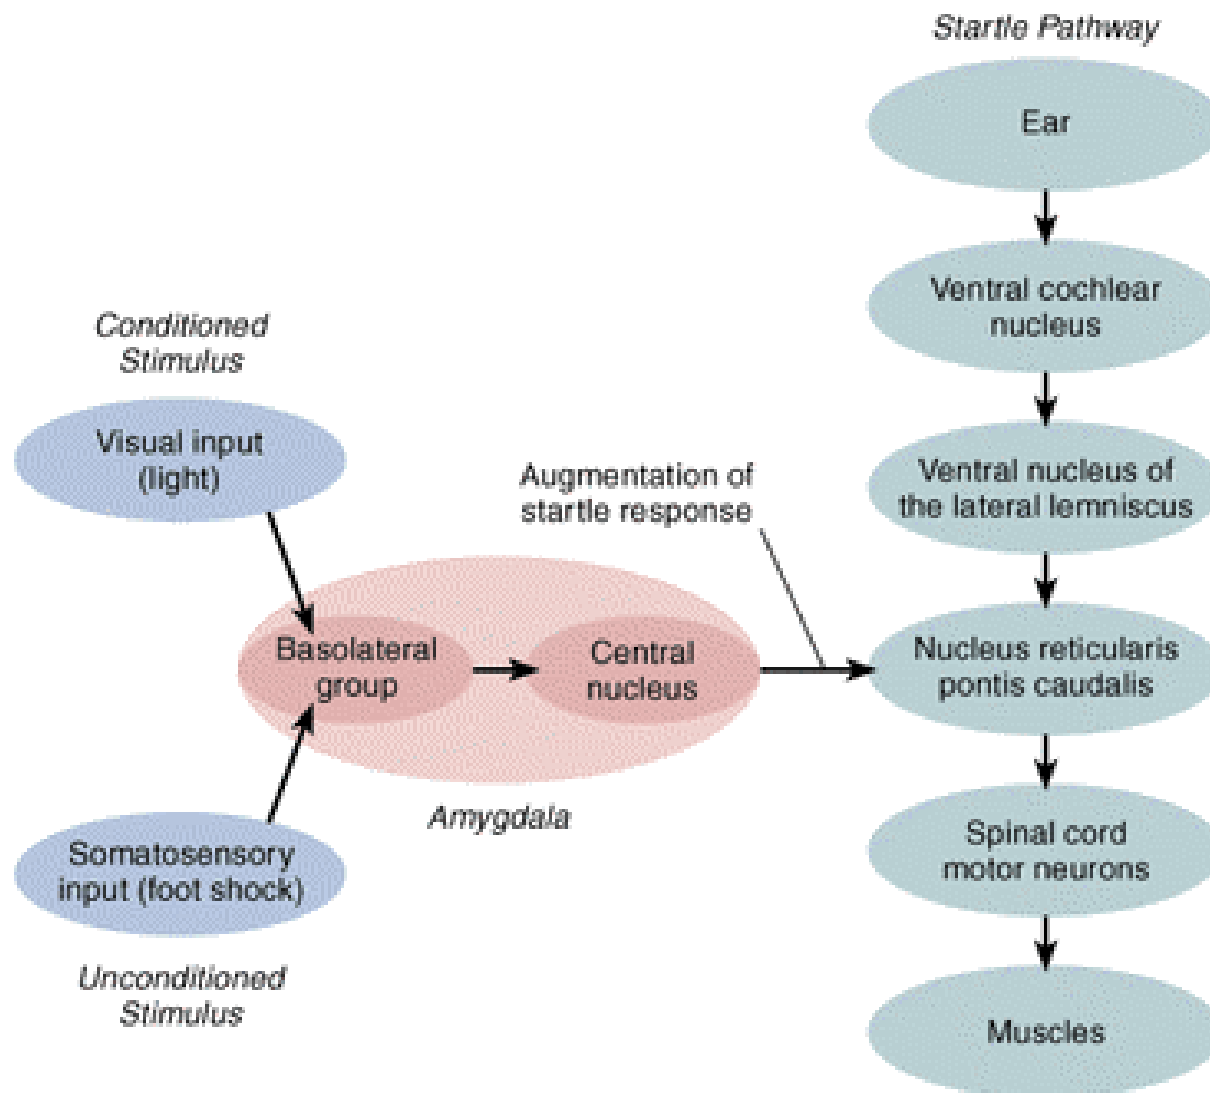 Startle Pathway
Ear
Ventral cochlear
nucleus
Conditioned
Stimulus
Visual input
(light)
Augmentation of
startle response
Ventral nucleus of
the lateral lemniscus
Basolateral
group
Central
nucleus
Nucleus reticularis
pontis caudalis
Amygdala
Somatosensory
input (foot shock)
Spinal cord
motor neurons
Unconditioned
Stimulus
Muscles